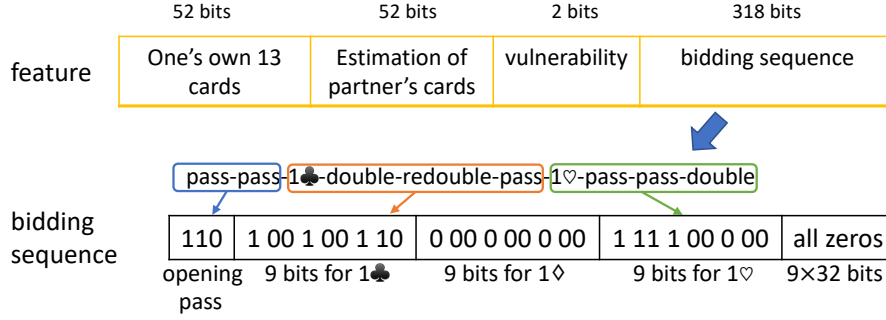 52 bits 52 bits 2 bits 318 bits
feature One's own 13 cards Estimation of partner's cards vulnerability bidding sequence
pass-pass-1♣-double-redouble-pass-1♡-pass-pass-double
bidding sequence 110 1 00 1 00 1 10 0 00 0 00 0 00 1 11 1 00 0 00 all zeros
opening pass 9 bits for 1♣ 9 bits for 1◊ 9 bits for 1♡ 9×32 bits